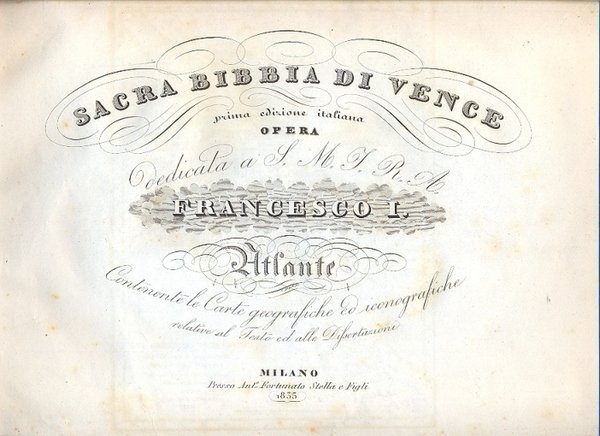 SACRA BIBBIA DI VENCE
prima edizione italiana
OPERA
dedicata a S. M. I. R. A.
FRANCESCO I.
Atlante
Contenente le Carte geografiche ed iconografiche
relative al Testo ed alle Dissertazioni
MILANO
Presso Ant. Fortunato Stella e Figli
1835